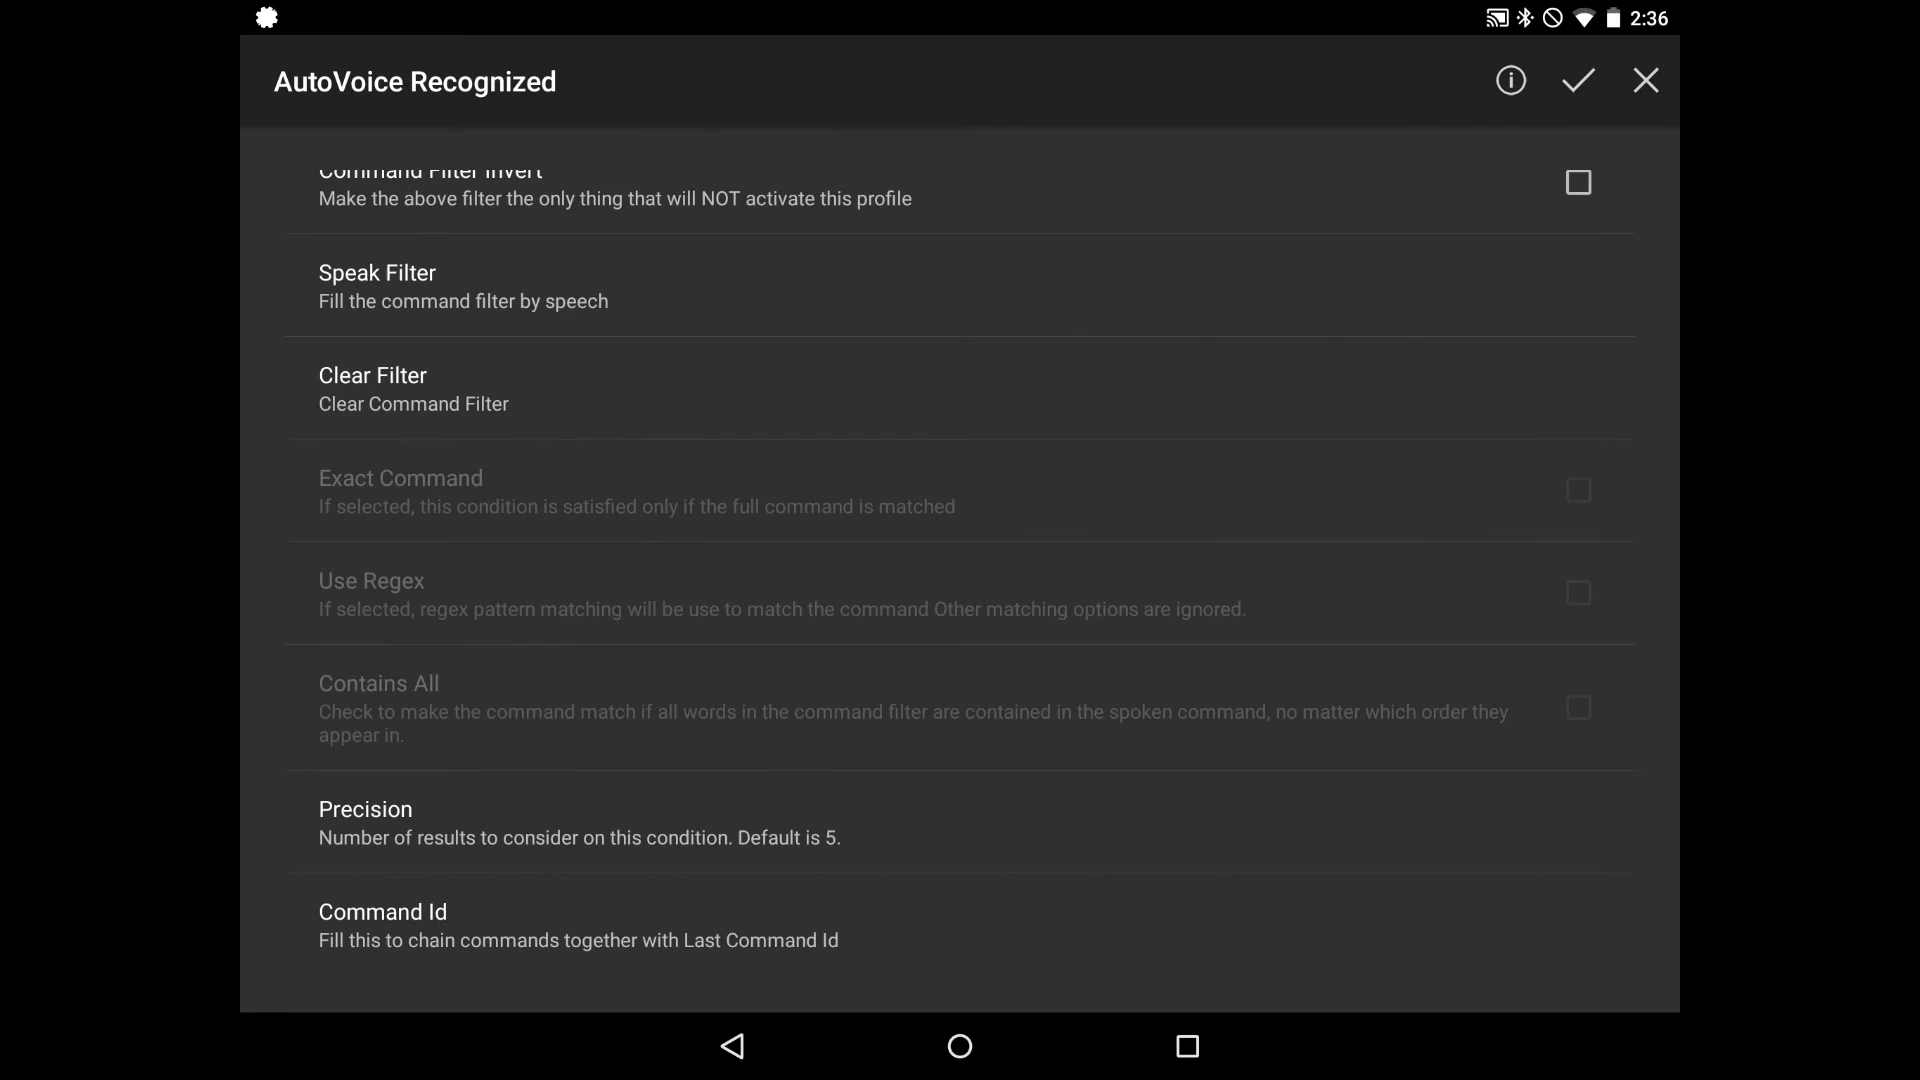 2:36
AutoVoice Recognized
Command Filter Invert
Make the above filter the only thing that will NOT activate this profile
Speak Filter
Fill the command filter by speech
Clear Filter
Clear Command Filter
Exact Command
If selected, this condition is satisfied only if the full command is matched
Use Regex
If selected, regex pattern matching will be use to match the command Other matching options are ignored.
Contains All
Check to make the command match if all words in the command filter are contained in the spoken command, no matter which order they
appear in.
Precision
Number of results to consider on this condition. Default is 5.
Command Id
Fill this to chain commands together with Last Command Id